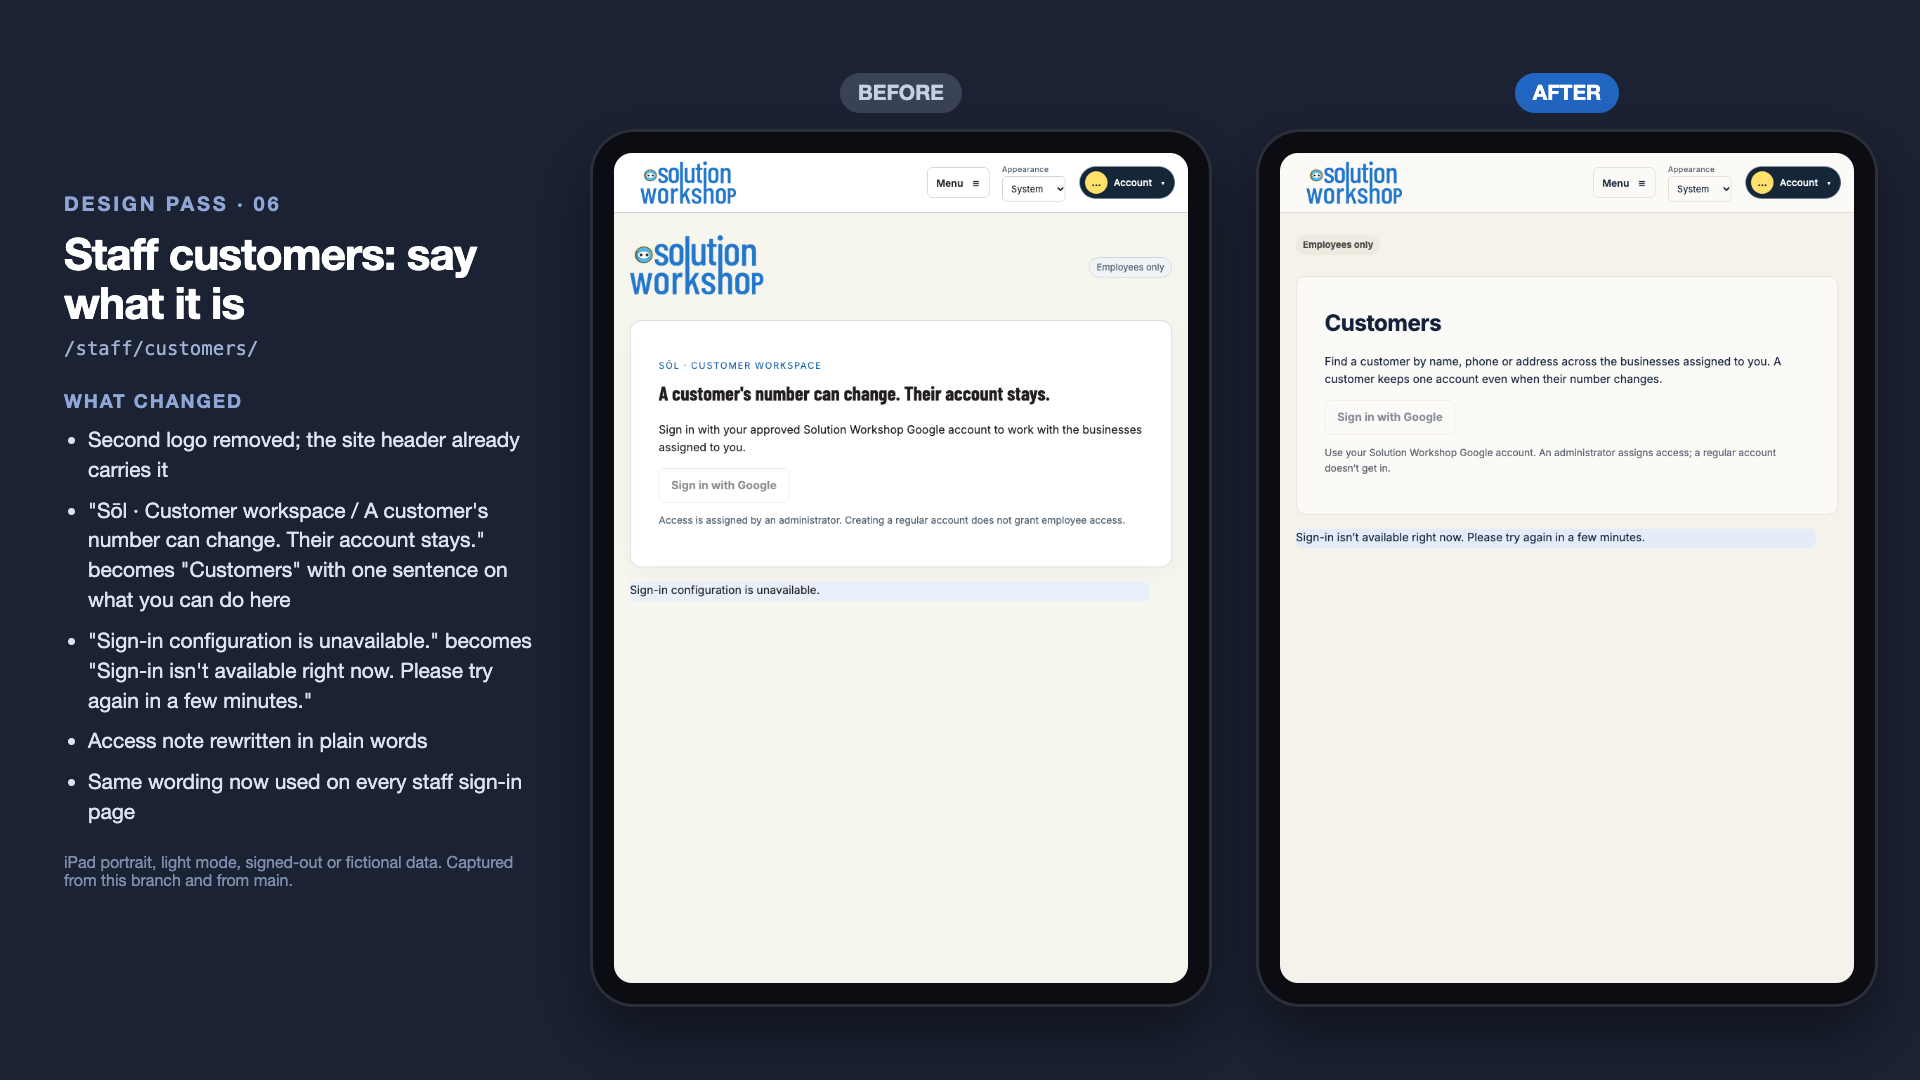 DESIGN PASS · 06
Staff customers: say
what it is
/staff/customers/
WHAT CHANGED
• Second logo removed; the site header already
carries it
• "Sōl · Customer workspace / A customer's
number can change. Their account stays."
becomes "Customers" with one sentence on
what you can do here
• "Sign-in configuration is unavailable." becomes
"Sign-in isn't available right now. Please try
again in a few minutes."
• Access note rewritten in plain words
• Same wording now used on every staff sign-in
page
iPad portrait, light mode, signed-out or fictional data. Captured
from this branch and from main.
BEFORE
solution
workshop
Menu ≡
Appearance
System
... Account
solution
workshop
Employees only
SŌL · CUSTOMER WORKSPACE
A customer's number can change. Their account stays.
Sign in with your approved Solution Workshop Google account to work with the businesses
assigned to you.
Sign in with Google
Access is assigned by an administrator. Creating a regular account does not grant employee access.
Sign-in configuration is unavailable.
AFTER
solution
workshop
Menu ≡
Appearance
System
... Account
Employees only
Customers
Find a customer by name, phone or address across the businesses assigned to you. A
customer keeps one account even when their number changes.
Sign in with Google
Use your Solution Workshop Google account. An administrator assigns access; a regular account
doesn't get in.
Sign-in isn't available right now. Please try again in a few minutes.